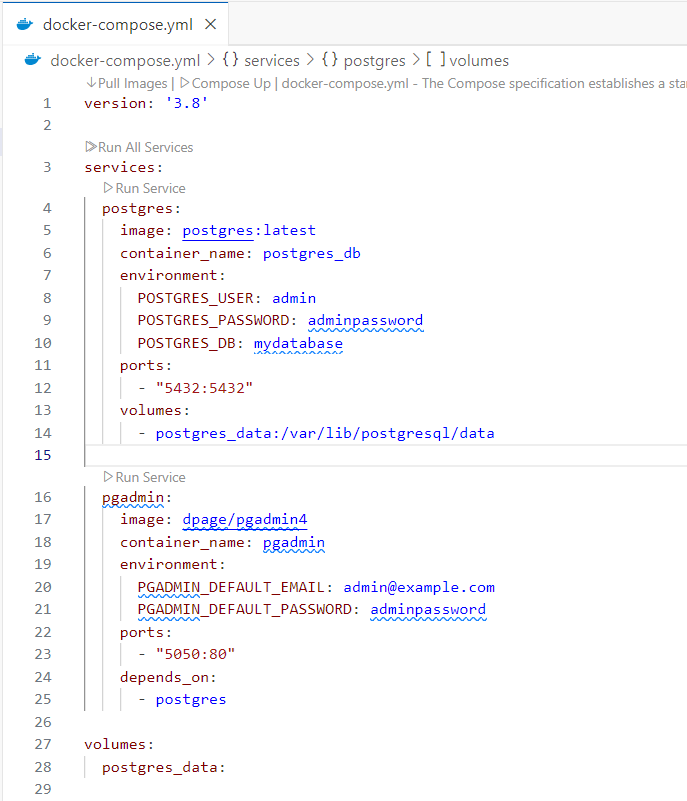 docker-compose.yml ×
docker-compose.yml > {} services > {} postgres > [ ] volumes
↓Pull Images | ▷Compose Up | docker-compose.yml - The Compose specification establishes a sta
1 version: '3.8'
2
▷Run All Services
3 services:
▷Run Service
4 postgres:
5 image: postgres:latest
6 container_name: postgres_db
7 environment:
8 POSTGRES_USER: admin
9 POSTGRES_PASSWORD: adminpassword
10 POSTGRES_DB: mydatabase
11 ports:
12 - "5432:5432"
13 volumes:
14 - postgres_data:/var/lib/postgresql/data
15
▷Run Service
16 pgadmin:
17 image: dpage/pgadmin4
18 container_name: pgadmin
19 environment:
20 PGADMIN_DEFAULT_EMAIL: admin@example.com
21 PGADMIN_DEFAULT_PASSWORD: adminpassword
22 ports:
23 - "5050:80"
24 depends_on:
25 - postgres
26
27 volumes:
28 postgres_data:
29